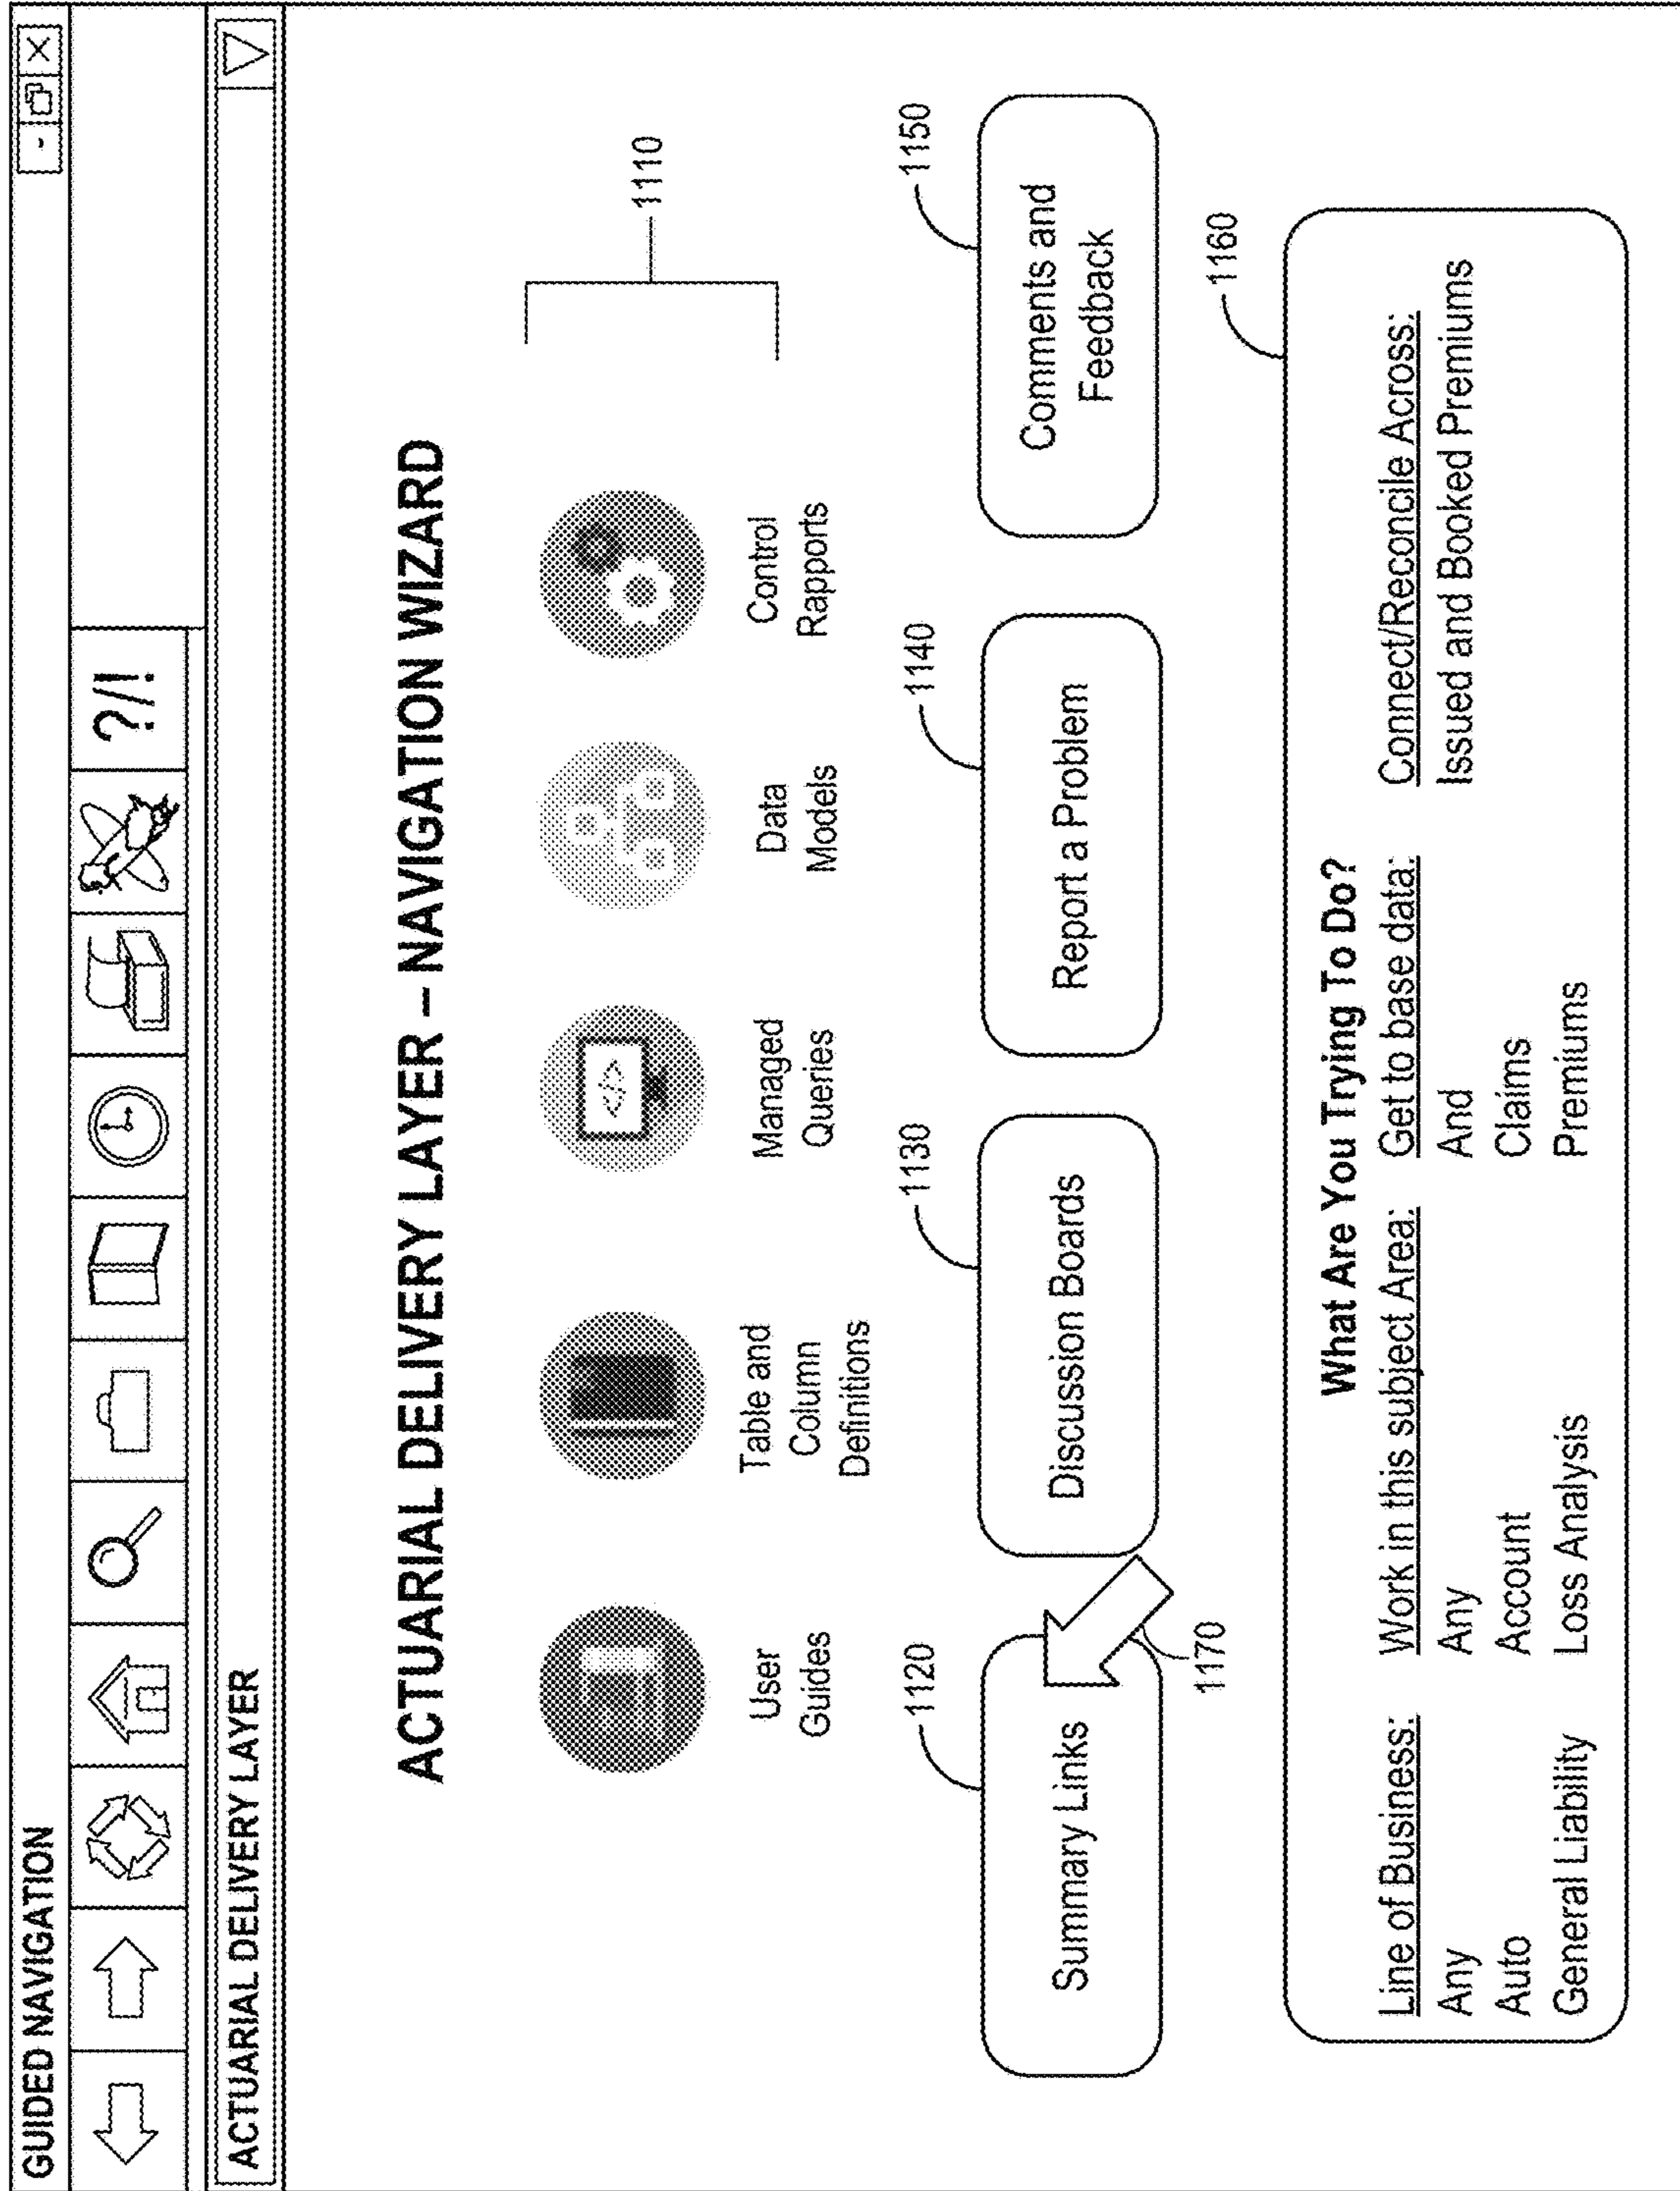 GUIDED NAVIGATION
- X
?/!
ACTUARIAL DELIVERY LAYER
ACTUARIAL DELIVERY LAYER – NAVIGATION WIZARD
1110
User
Guides
Table and
Column
Definitions
Managed
Queries
</>
Data
Models
Control
Rapports
1120
1130
1140
1150
Summary Links
Discussion Boards
Report a Problem
Comments and
Feedback
1170
1160
What Are You Trying To Do?
Line of Business:
Any
Auto
General Liability
Work in this subject Area:
Any
Account
Loss Analysis
Get to base data:
And
Claims
Premiums
Connect/Reconcile Across:
Issued and Booked Premiums